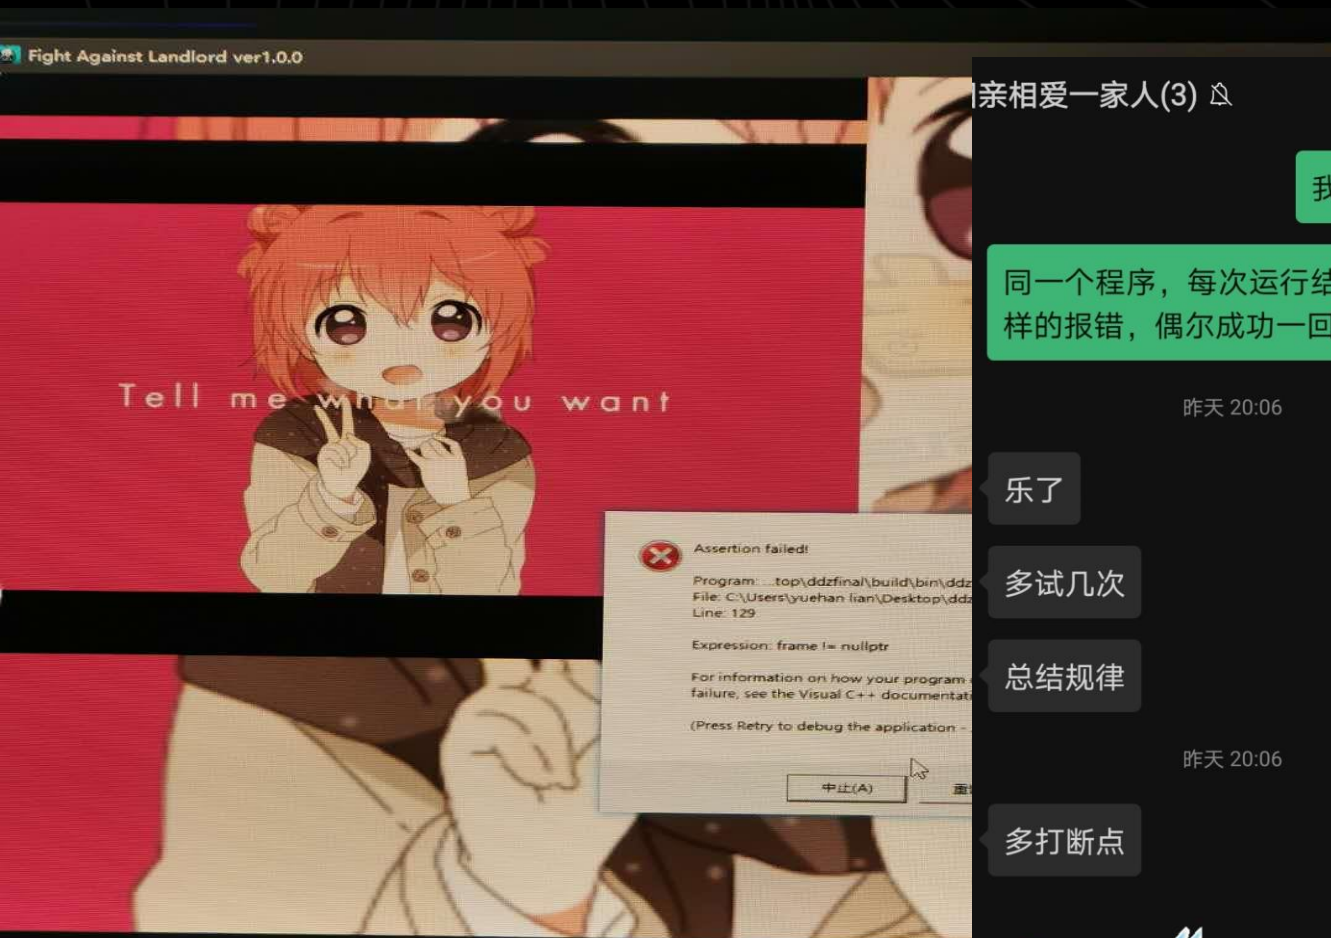 Fight Against Landlord ver1.0.0
Tell me what you want
Assertion failed!
Program: ...top\ddzfinal\build\bin\ddz
File: C:\Users\yuehan lian\Desktop\ddz
Line: 129
Expression: frame != nullptr
For information on how your program
failure, see the Visual C++ documentati
(Press Retry to debug the application -
中止(A)
亲相爱一家人(3)
我
同一个程序，每次运行结
样的报错，偶尔成功一回
昨天 20:06
乐了
多试几次
总结规律
昨天 20:06
多打断点